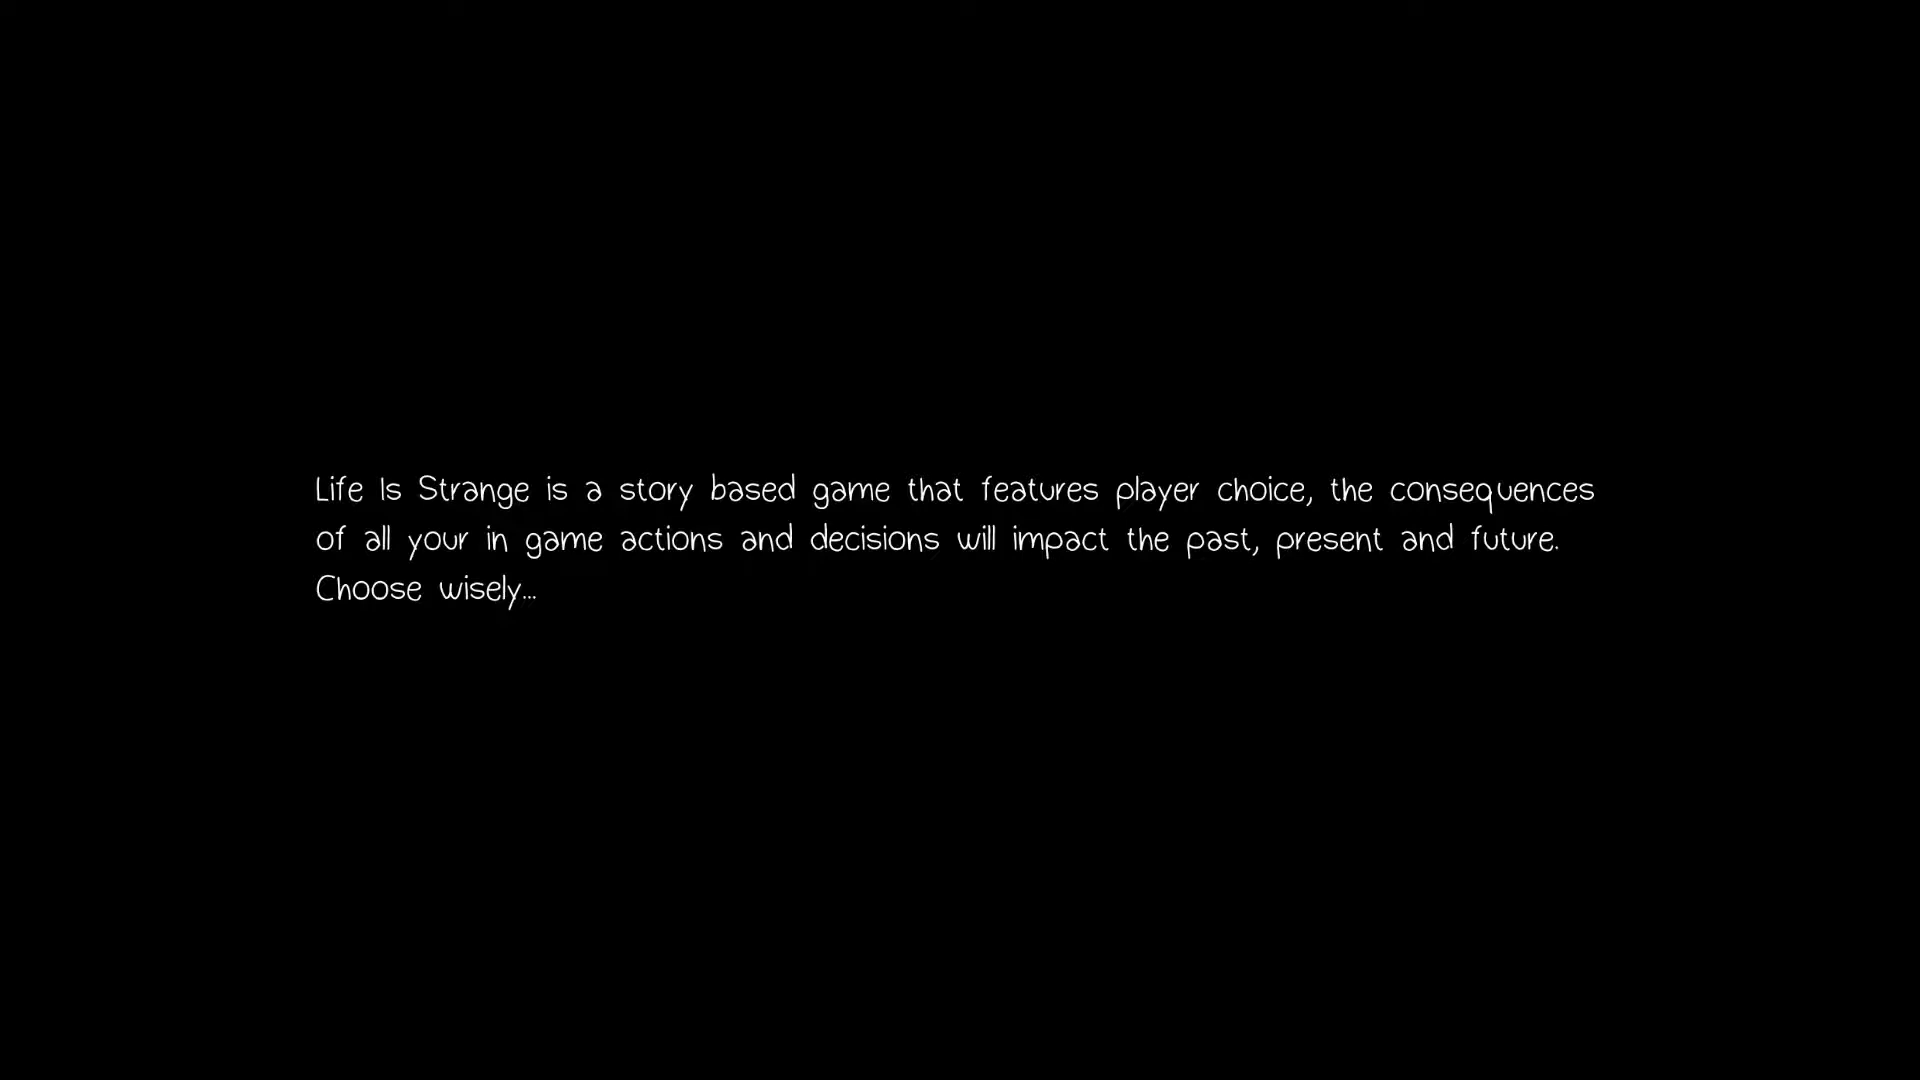 Life Is Strange is a story based game that features player choice, the consequences
of all your in game actions and decisions will impact the past, present and future.
Choose wisely...